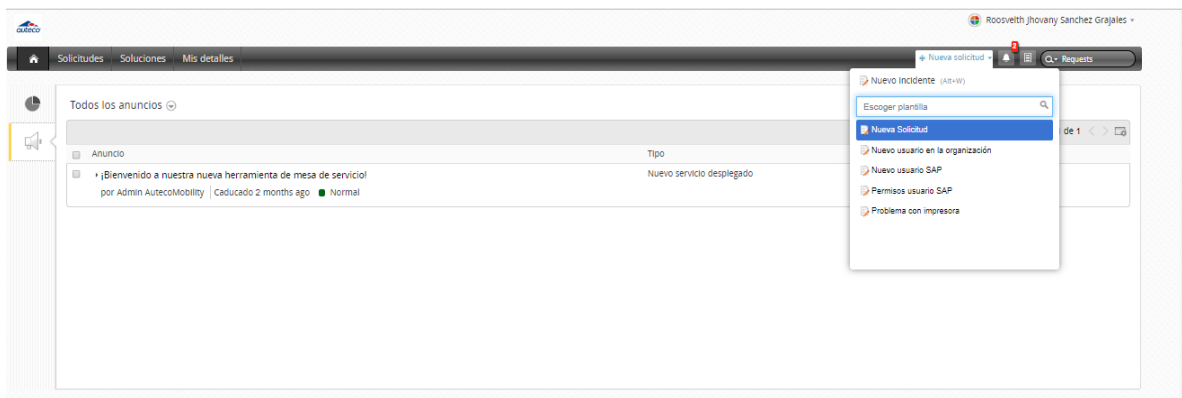 auteco
Roosvelth Jhovany Sanchez Grajales
Solicitudes Soluciones Mis detalles
Nueva solicitud
2
Requests
Nuevo Incidente (Alt+W)
Escoger plantilla
Nueva Solicitud
Nuevo usuario en la organización
Nuevo usuario SAP
Permisos usuario SAP
Problema con impresora
Todos los anuncios
de 1
Anuncio Tipo
¡Bienvenido a nuestra nueva herramienta de mesa de servicio! Nuevo servicio desplegado
por Admin AutecoMobility Caducado 2 months ago Normal